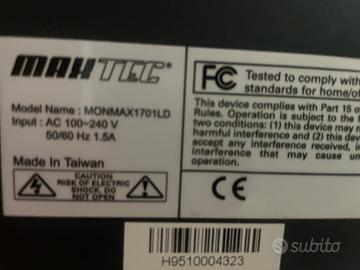 MAXTEC®
Model Name : MONMAX1701LD
Input : AC 100~240 V
50/60 Hz 1.5A
Made In Taiwan
CAUTION
RISK OF ELECTRIC
SHOCK, DO
NOT OPEN
FC Tested to comply with
standards for home/of
This device complies with Part 15 o
Rules. Operation is subject to the f
conditions: (1) this device may
harmful interference and (2) this dev
accept any interference received,
interference that may cause un
operation.
CE
H9510004323
subito